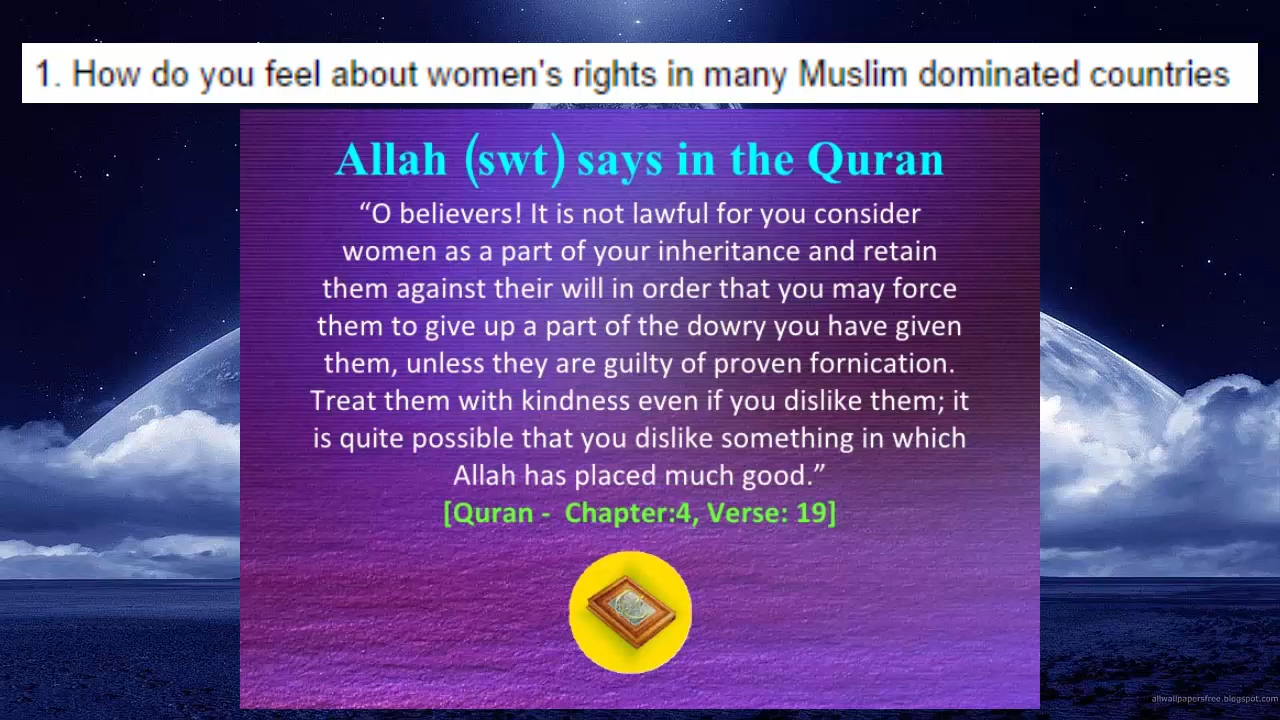 1. How do you feel about women's rights in many Muslim dominated countries
Allah (swt) says in the Quran
“O believers! It is not lawful for you consider
women as a part of your inheritance and retain
them against their will in order that you may force
them to give up a part of the dowry you have given
them, unless they are guilty of proven fornication.
Treat them with kindness even if you dislike them; it
is quite possible that you dislike something in which
Allah has placed much good.”
[Quran -  Chapter:4, Verse: 19]
allwallpapersfree.blogspot.com